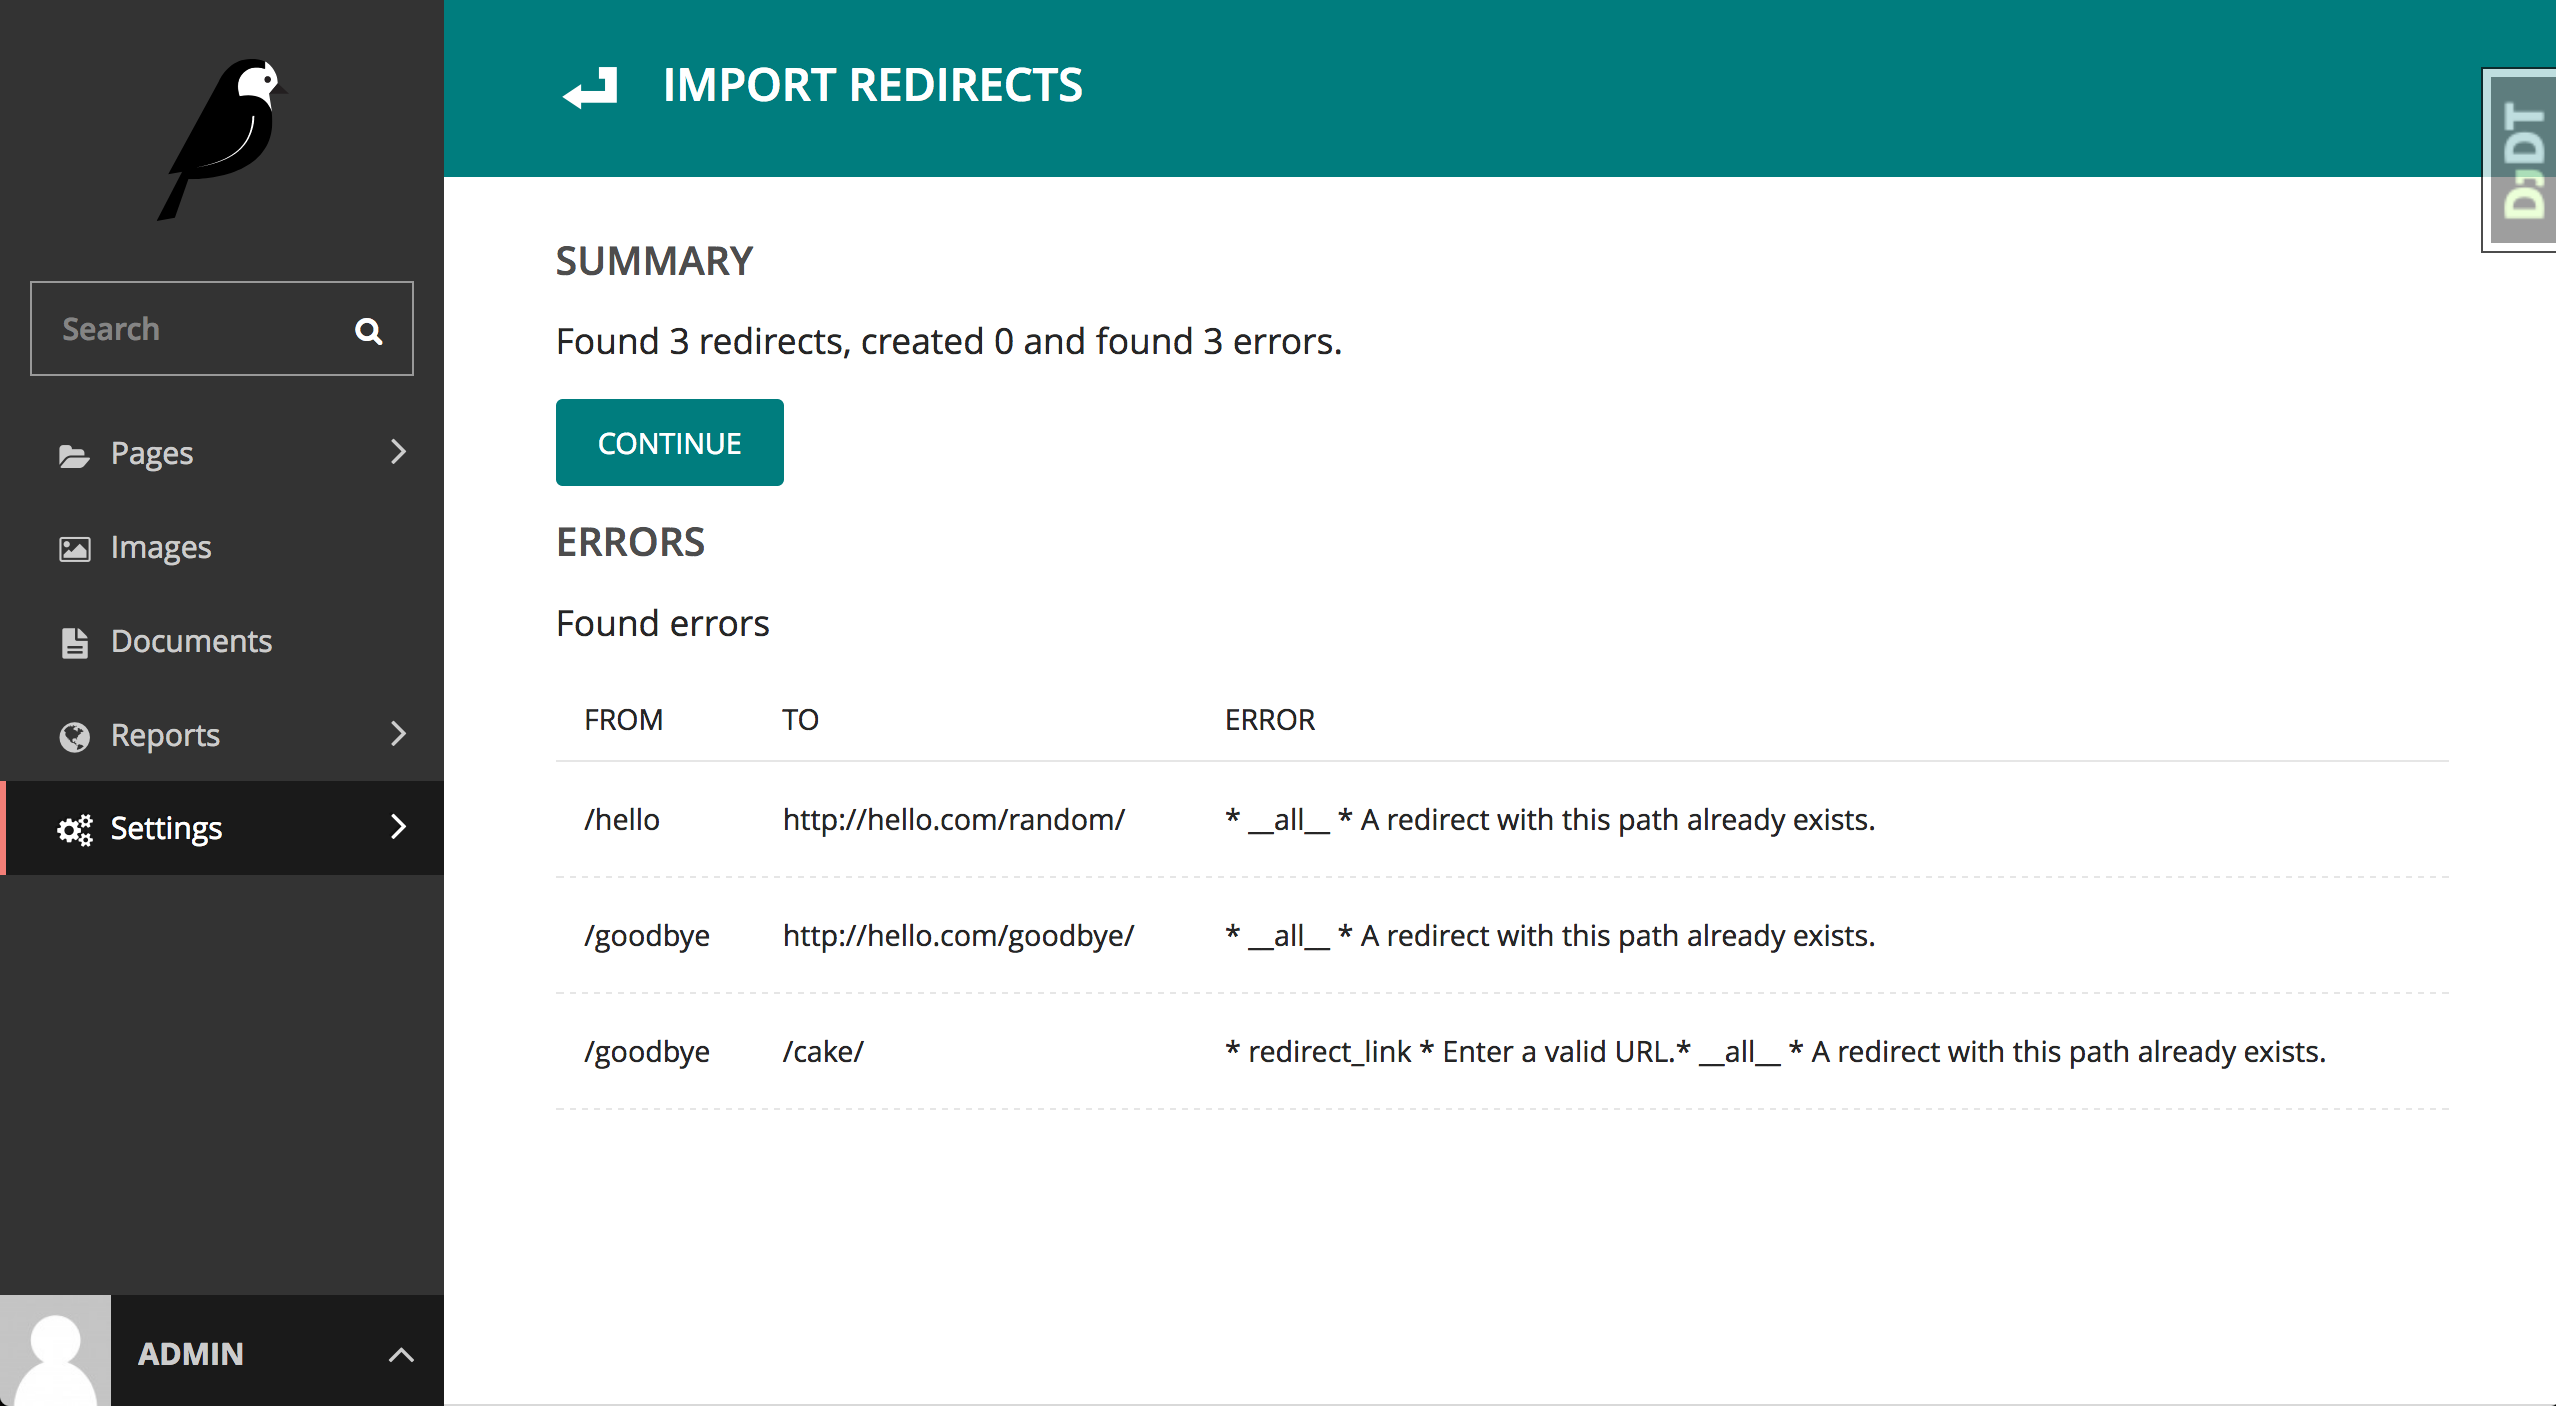 IMPORT REDIRECTS
DJDT
Search
Pages
Images
Documents
Reports
Settings
ADMIN
SUMMARY
Found 3 redirects, created 0 and found 3 errors.
CONTINUE
ERRORS
Found errors
FROM TO ERROR
/hello http://hello.com/random/ * __all__ * A redirect with this path already exists.
/goodbye http://hello.com/goodbye/ * __all__ * A redirect with this path already exists.
/goodbye /cake/ * redirect_link * Enter a valid URL.* __all__ * A redirect with this path already exists.